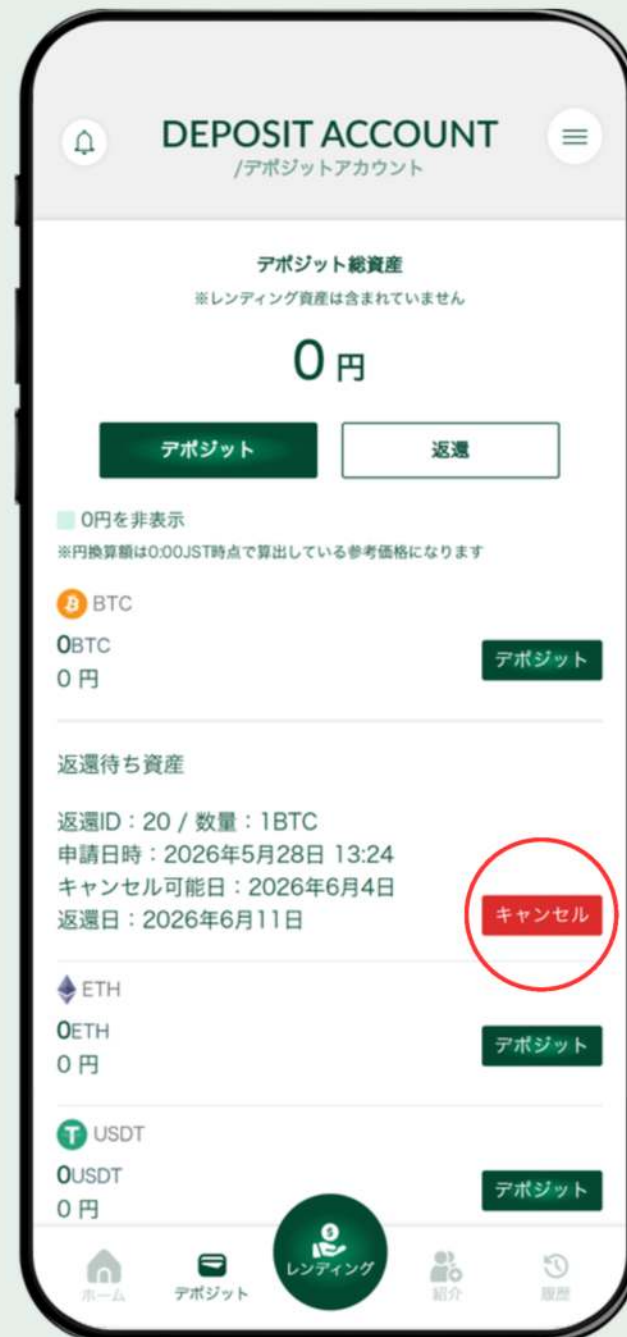 DEPOSIT ACCOUNT
/デポジットアカウント
デポジット総資産
※レンディング資産は含まれていません
0 円
デポジット
返還
0円を非表示
※円換算額は0:00JST時点で算出している参考価格になります
BTC
0BTC
0 円
デポジット
返還待ち資産
返還ID：20 / 数量：1BTC
申請日時：2026年5月28日 13:24
キャンセル可能日：2026年6月4日
返還日：2026年6月11日
キャンセル
ETH
0ETH
0 円
デポジット
USDT
0USDT
0 円
デポジット
ホーム
デポジット
レンディング
紹介
履歴